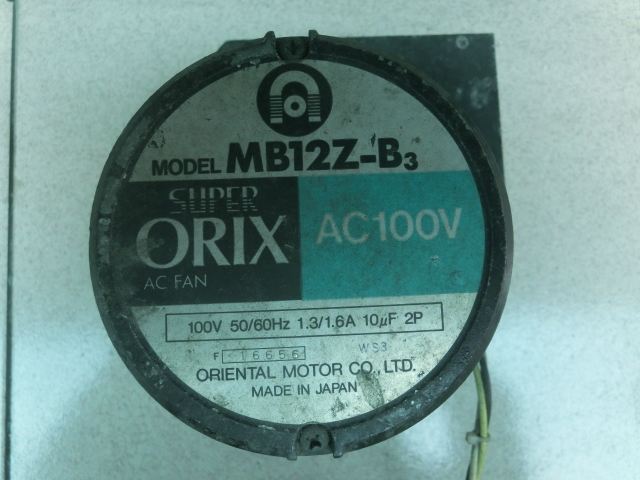 MODEL MB12Z-B3
SUPER
ORIX
AC FAN
AC100V
100V 50/60Hz 1.3/1.6A 10μF 2P
F 16656 WS3
ORIENTAL MOTOR CO., LTD.
MADE IN JAPAN